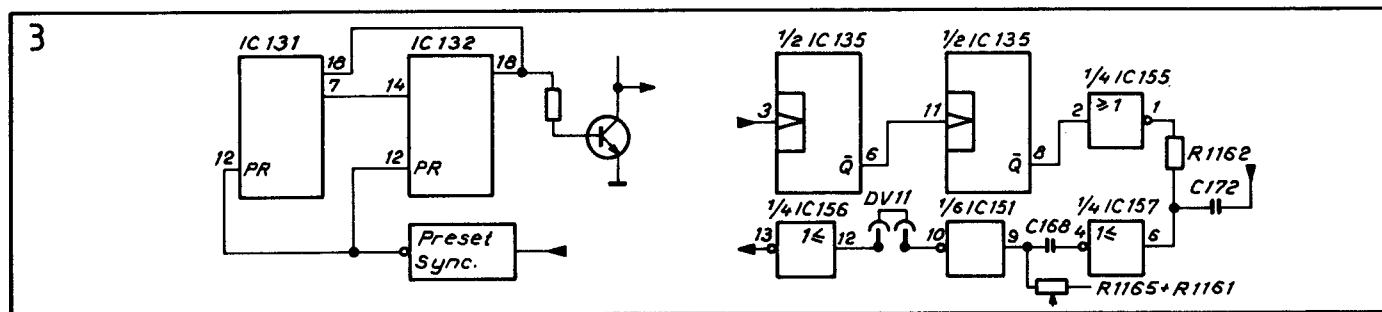 3
IC 131
IC 132
18
7
14
18
12
PR
12
PR
Preset
Sync.
1/2 IC 135
1/2 IC 135
1/4 IC 155
3
6
11
8
2
≥ 1
1
Q̄
Q̄
R1162
C172
1/4 IC 156
DV11
1/6 IC 151
1/4 IC 157
C168
13
1≤
12
10
9
4
1≤
6
R1165+R1161